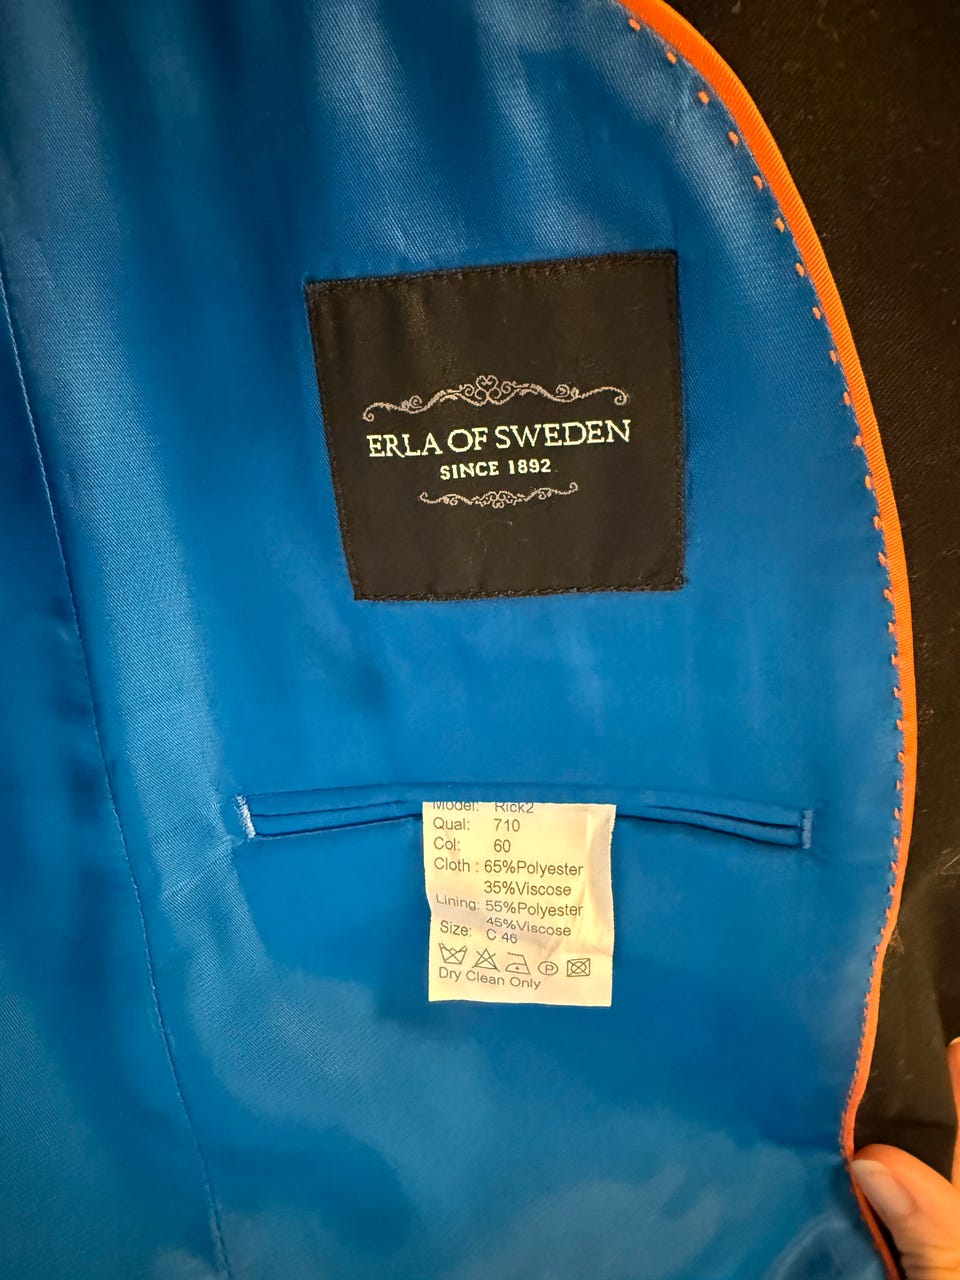 ERLA OF SWEDEN
SINCE 1892
Model: Rick2
Qual: 710
Col: 60
Cloth : 65%Polyester
35%Viscose
Lining: 55%Polyester
45%Viscose
Size: C 46
P
Dry Clean Only